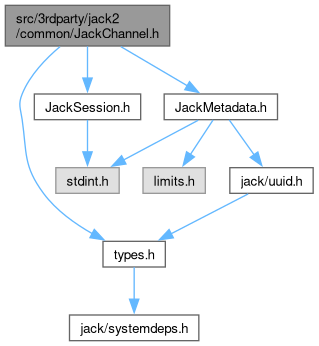 src/3rdparty/jack2
/common/JackChannel.h
JackSession.h
JackMetadata.h
stdint.h
limits.h
jack/uuid.h
types.h
jack/systemdeps.h